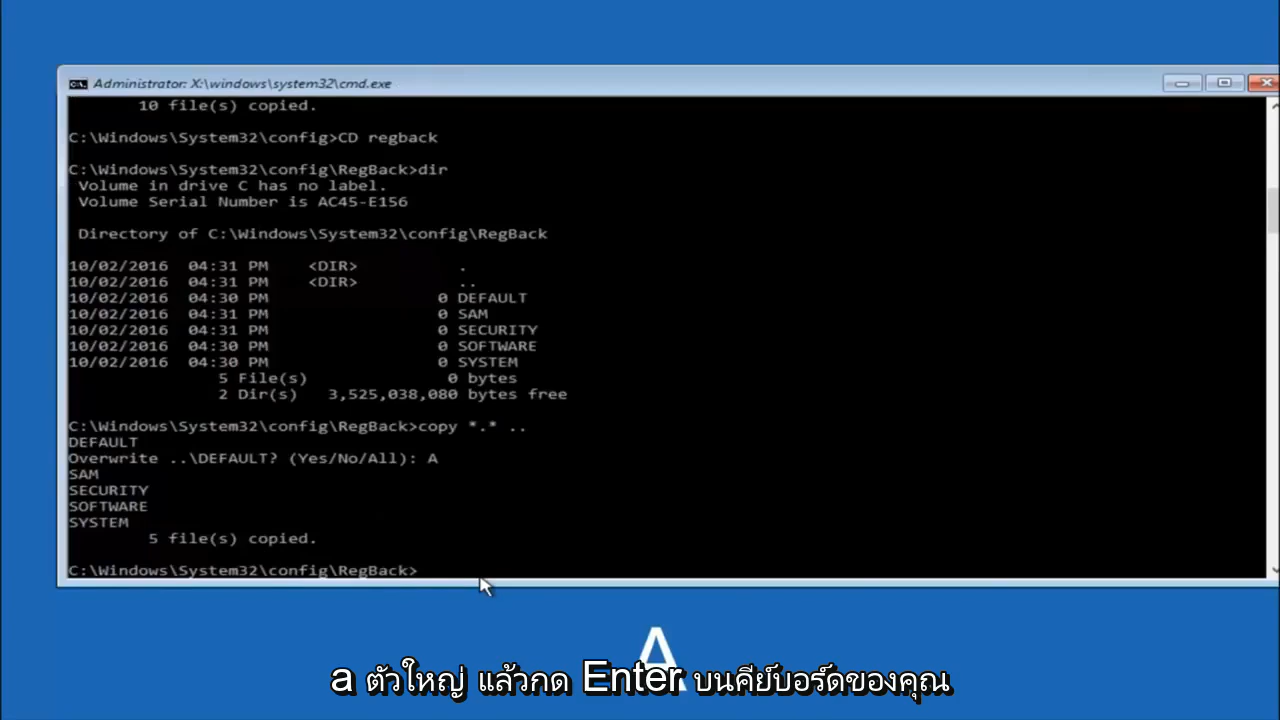 Administrator: X:\windows\system32\cmd.exe
10 file(s) copied.
C:\Windows\System32\config>CD regback
C:\Windows\System32\config\RegBack>dir
Volume in drive C has no label.
Volume Serial Number is AC45-E156
Directory of C:\Windows\System32\config\RegBack
10/02/2016 04:31 PM <DIR> .
10/02/2016 04:31 PM <DIR> ..
10/02/2016 04:30 PM 0 DEFAULT
10/02/2016 04:31 PM 0 SAM
10/02/2016 04:31 PM 0 SECURITY
10/02/2016 04:30 PM 0 SOFTWARE
10/02/2016 04:30 PM 0 SYSTEM
5 File(s) 0 bytes
2 Dir(s) 3,525,038,080 bytes free
C:\Windows\System32\config\RegBack>copy *.* ..
DEFAULT
Overwrite ..\DEFAULT? (Yes/No/All): A
SAM
SECURITY
SOFTWARE
SYSTEM
5 file(s) copied.
C:\Windows\System32\config\RegBack>
A
a ตัวใหญ่ แล้วกด Enter บนคีย์บอร์ดของคุณ